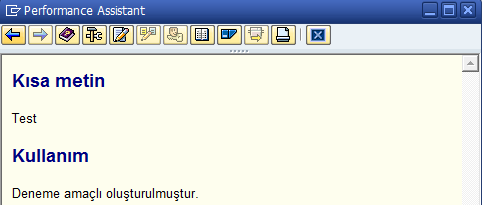 Performance Assistant
Kısa metin
Test
Kullanım
Deneme amaçlı oluşturulmuştur.